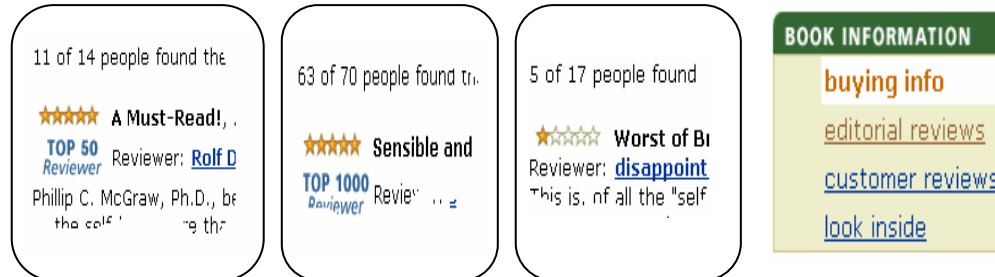 11 of 14 people found the
A Must-Read!, .
TOP 50
Reviewer Reviewer: Rolf D
Phillip C. McGraw, Ph.D., be
the self
63 of 70 people found
Sensible and
TOP 1000
Reviewer
5 of 17 people found
Worst of
Reviewer: disappoint
This is, of all the "self
BOOK INFORMATION
buying info
editorial reviews
customer reviews
look inside